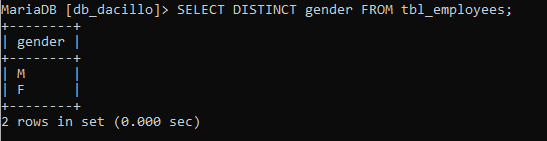 MariaDB [db_dacillo]> SELECT DISTINCT gender FROM tbl_employees;
+--------+
| gender |
+--------+
| M      |
| F      |
+--------+
2 rows in set (0.000 sec)